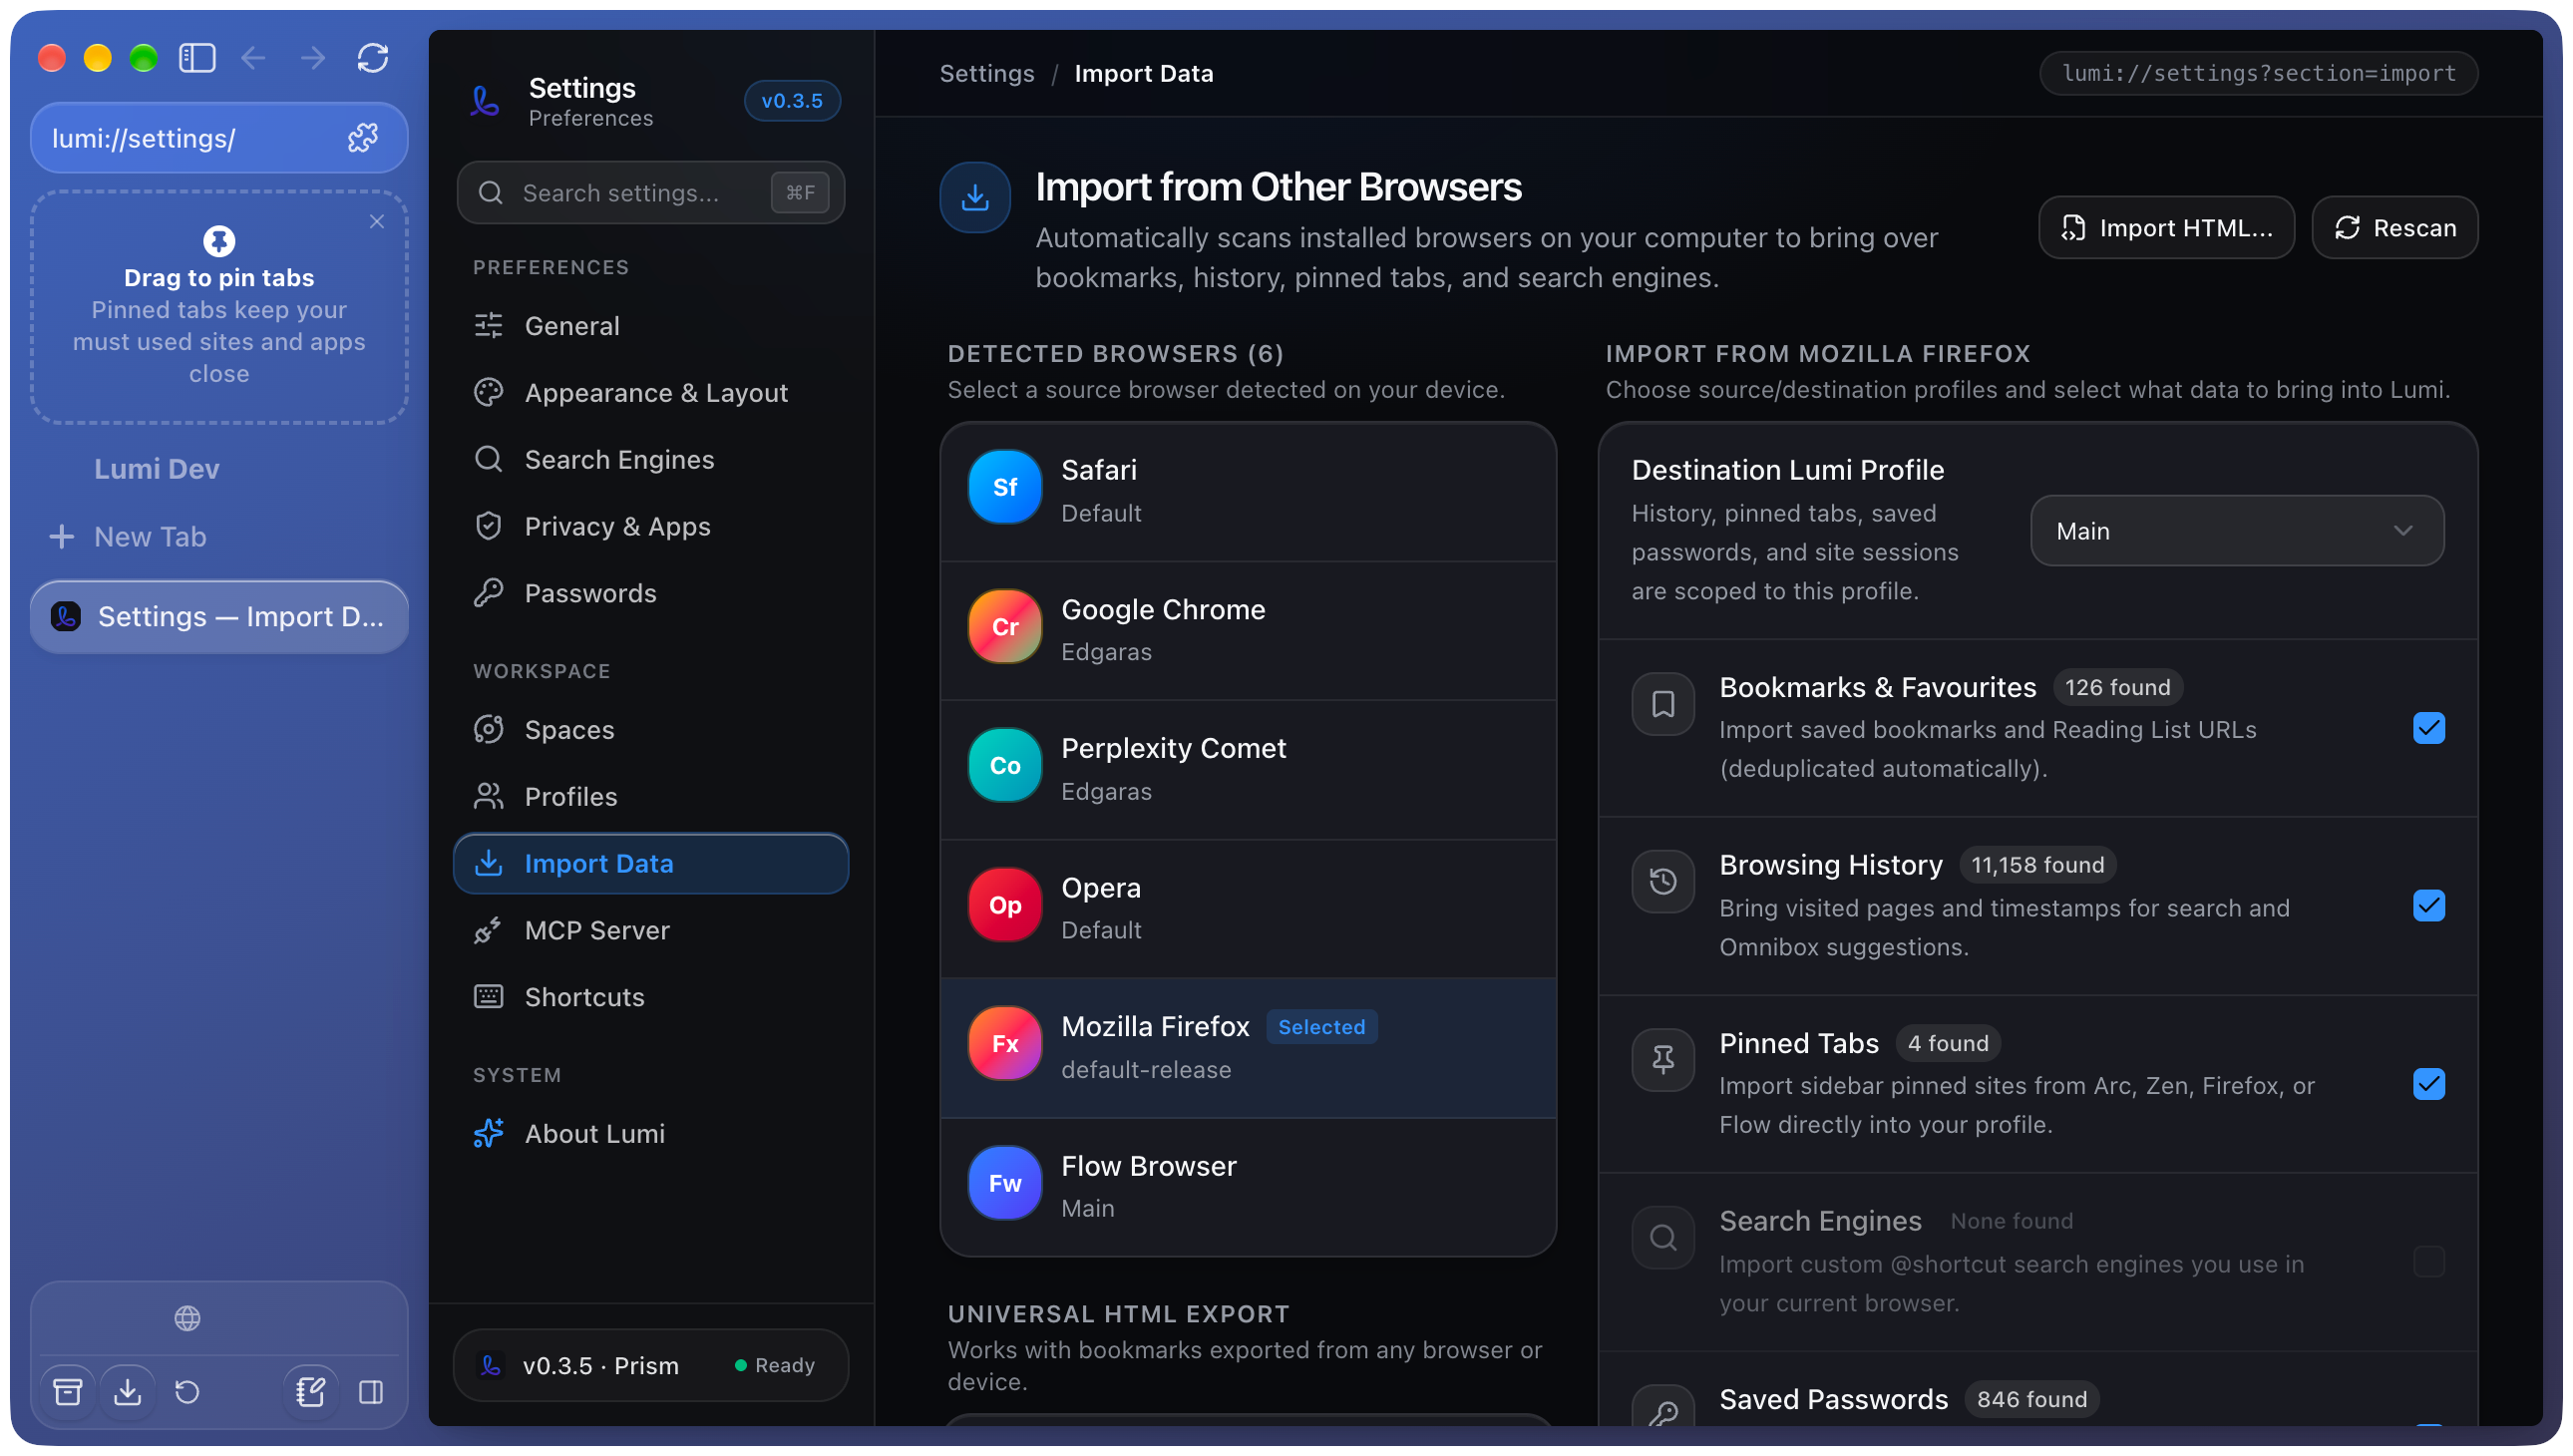 lumi://settings/
Drag to pin tabs
Pinned tabs keep your
must used sites and apps
close
Lumi Dev
New Tab
Settings — Import D...
Settings
Preferences
v0.3.5
Search settings...
⌘F
PREFERENCES
General
Appearance & Layout
Search Engines
Privacy & Apps
Passwords
WORKSPACE
Spaces
Profiles
Import Data
MCP Server
Shortcuts
SYSTEM
About Lumi
v0.3.5 · Prism
Ready
Settings / Import Data
lumi://settings?section=import
Import from Other Browsers
Automatically scans installed browsers on your computer to bring over
bookmarks, history, pinned tabs, and search engines.
Import HTML...
Rescan
DETECTED BROWSERS (6)
Select a source browser detected on your device.
Sf
Safari
Default
Cr
Google Chrome
Edgaras
Co
Perplexity Comet
Edgaras
Op
Opera
Default
Fx
Mozilla Firefox
Selected
default-release
Fw
Flow Browser
Main
UNIVERSAL HTML EXPORT
Works with bookmarks exported from any browser or
device.
IMPORT FROM MOZILLA FIREFOX
Choose source/destination profiles and select what data to bring into Lumi.
Destination Lumi Profile
History, pinned tabs, saved
passwords, and site sessions
are scoped to this profile.
Main
Bookmarks & Favourites
126 found
Import saved bookmarks and Reading List URLs
(deduplicated automatically).
Browsing History
11,158 found
Bring visited pages and timestamps for search and
Omnibox suggestions.
Pinned Tabs
4 found
Import sidebar pinned sites from Arc, Zen, Firefox, or
Flow directly into your profile.
Search Engines
None found
Import custom @shortcut search engines you use in
your current browser.
Saved Passwords
846 found